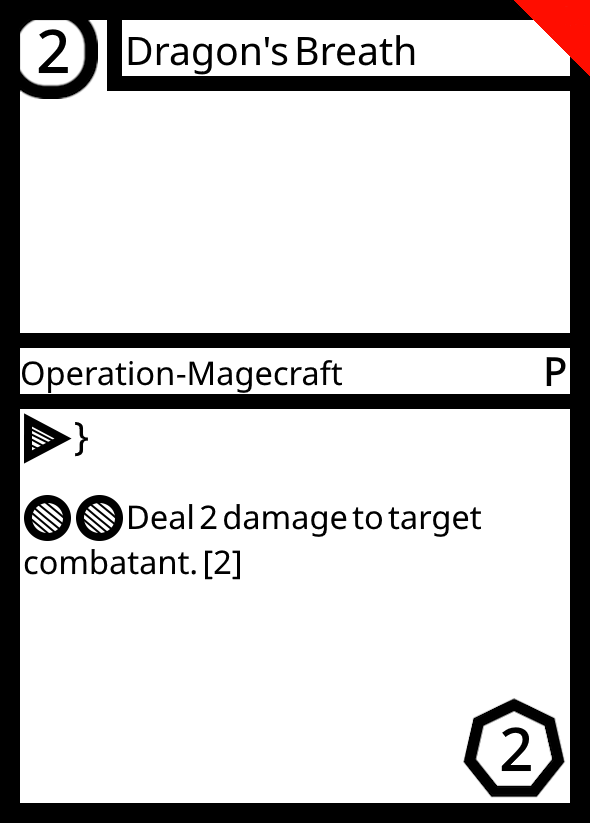 2
Dragon's Breath
Operation-Magecraft
P
}
Deal 2 damage to target
combatant. [2]
2